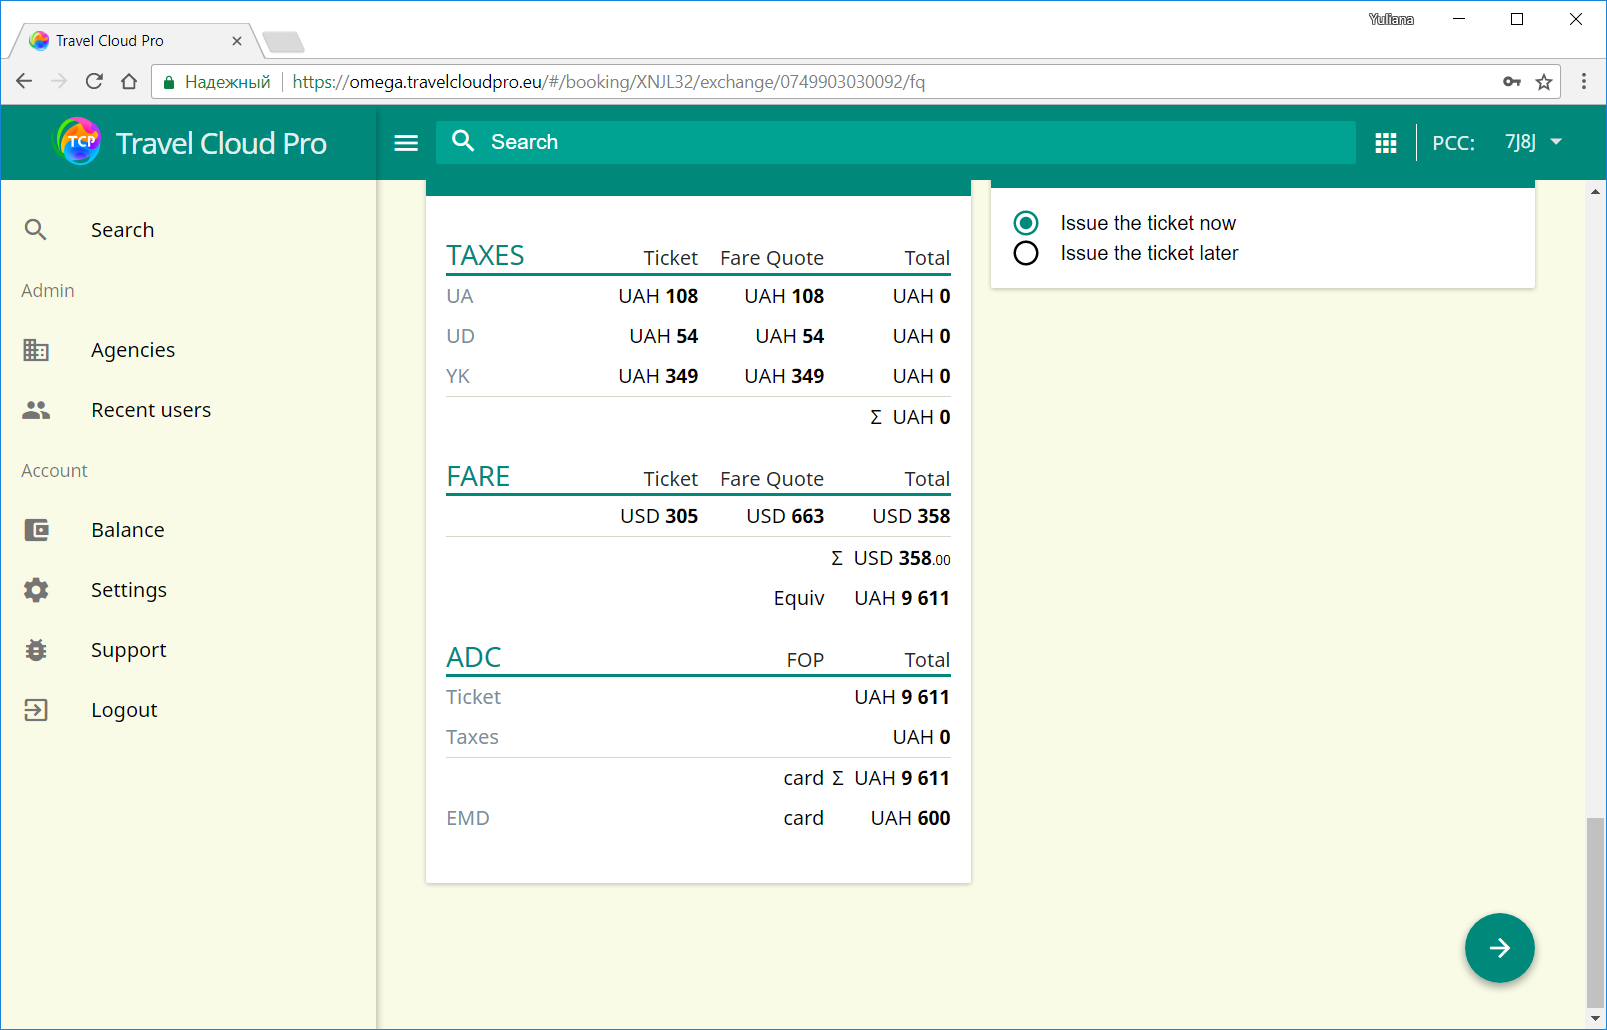 Yuliana
Travel Cloud Pro
Надежный https://omega.travelcloudpro.eu/#/booking/XNJL32/exchange/0749903030092/fq
TCP Travel Cloud Pro
Search
PCC: 7J8J
Search
Admin
Agencies
Recent users
Account
Balance
Settings
Support
Logout
TAXES Ticket Fare Quote Total
UA UAH 108 UAH 108 UAH 0
UD UAH 54 UAH 54 UAH 0
YK UAH 349 UAH 349 UAH 0
Σ UAH 0
FARE Ticket Fare Quote Total
USD 305 USD 663 USD 358
Σ USD 358.00
Equiv UAH 9 611
ADC FOP Total
Ticket UAH 9 611
Taxes UAH 0
card Σ UAH 9 611
EMD card UAH 600
Issue the ticket now
Issue the ticket later